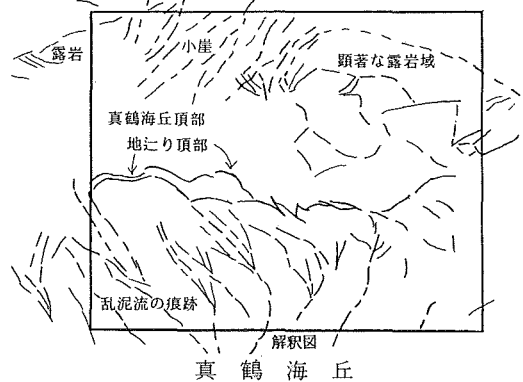 露岩
小崖
顕著な露岩域
真鶴海丘頂部
地辷り頂部
乱泥流の痕跡
解釈図
真鶴海丘